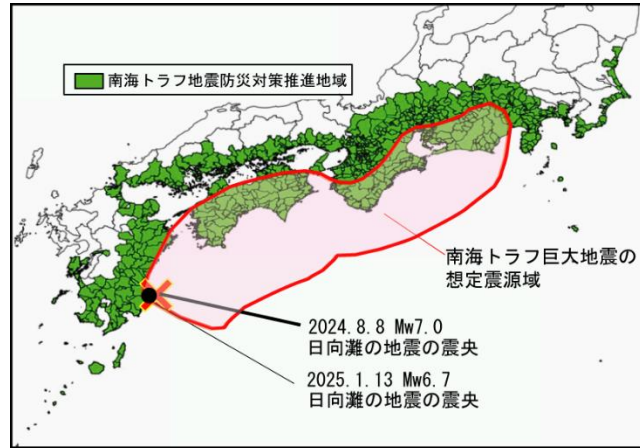 南海トラフ地震防災対策推進地域
南海トラフ巨大地震の
想定震源域
2024.8.8 Mw7.0
日向灘の地震の震央
2025.1.13 Mw6.7
日向灘の地震の震央